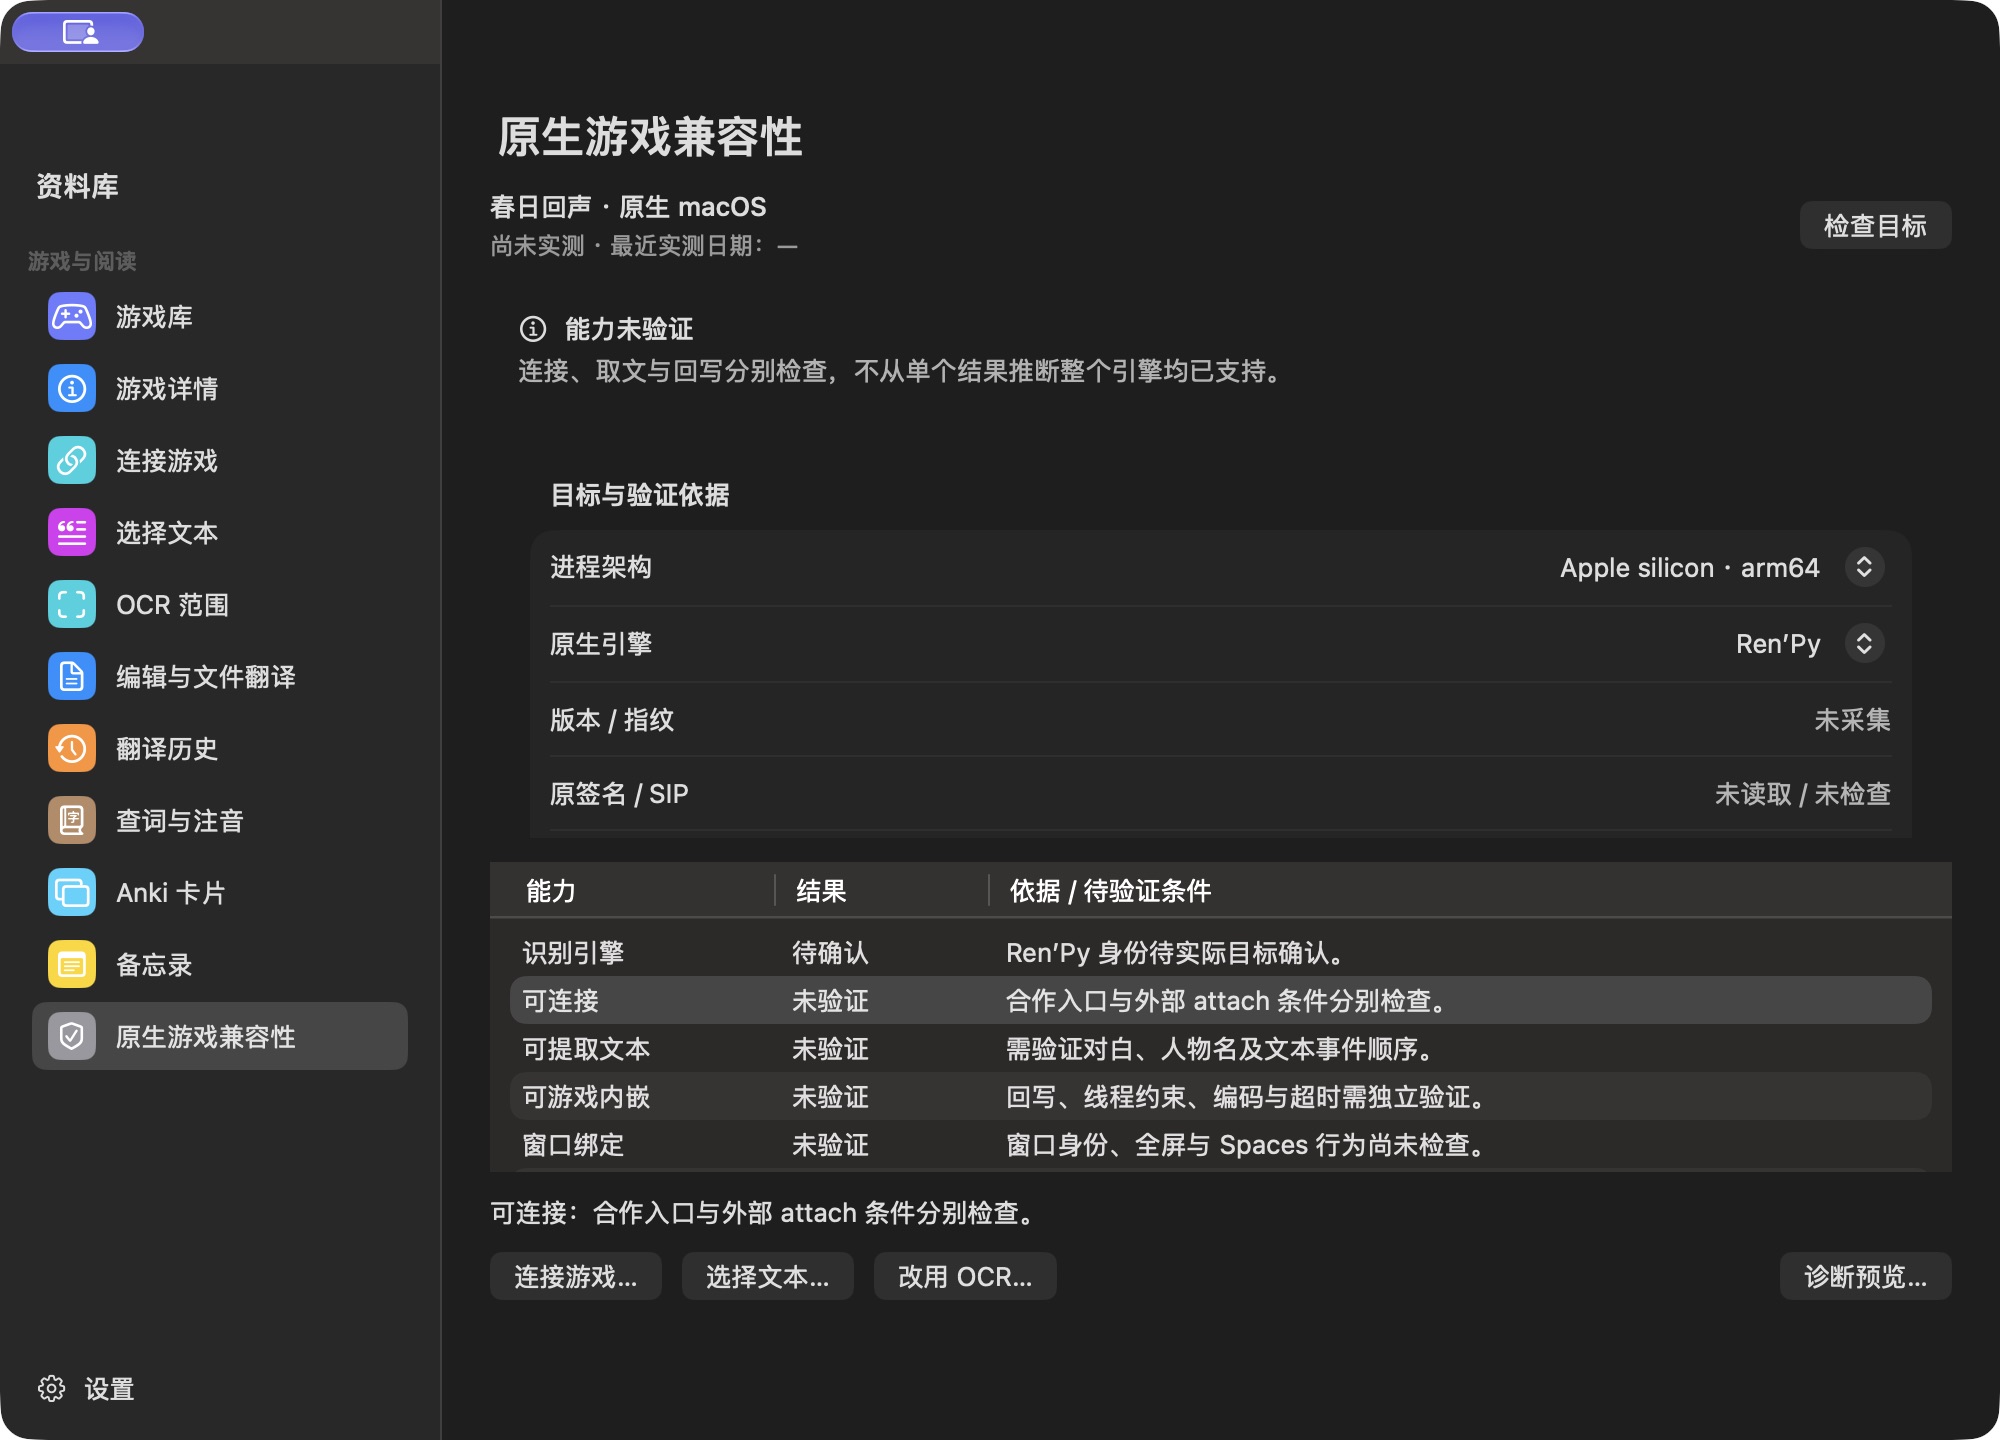 资料库
游戏与阅读
游戏库
游戏详情
连接游戏
选择文本
OCR 范围
编辑与文件翻译
翻译历史
查词与注音
Anki 卡片
备忘录
原生游戏兼容性
设置
原生游戏兼容性
春日回声 · 原生 macOS
尚未实测 · 最近实测日期：—
检查目标
能力未验证
连接、取文与回写分别检查，不从单个结果推断整个引擎均已支持。
目标与验证依据
进程架构 Apple silicon · arm64
原生引擎 Ren’Py
版本 / 指纹 未采集
原签名 / SIP 未读取 / 未检查
能力 结果 依据 / 待验证条件
识别引擎 待确认 Ren’Py 身份待实际目标确认。
可连接 未验证 合作入口与外部 attach 条件分别检查。
可提取文本 未验证 需验证对白、人物名及文本事件顺序。
可游戏内嵌 未验证 回写、线程约束、编码与超时需独立验证。
窗口绑定 未验证 窗口身份、全屏与 Spaces 行为尚未检查。
可连接：合作入口与外部 attach 条件分别检查。
连接游戏... 选择文本... 改用 OCR... 诊断预览...